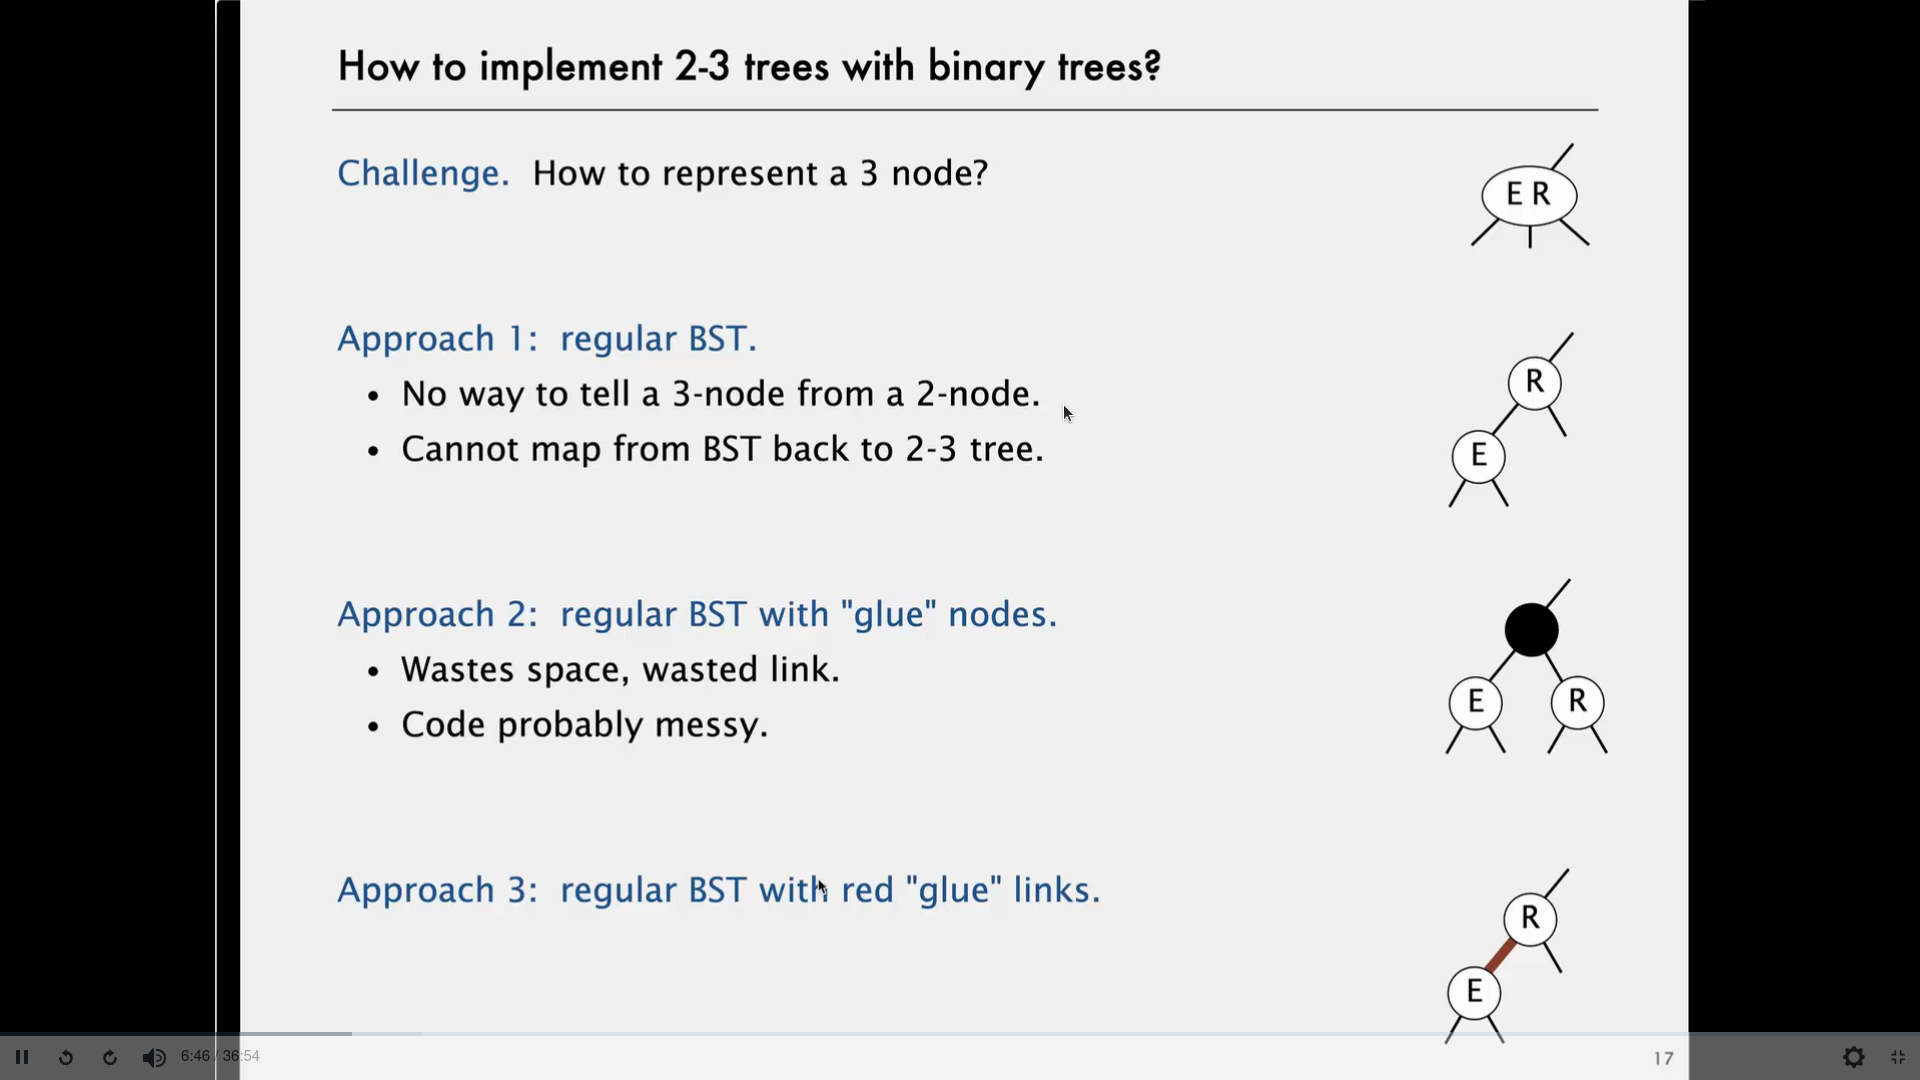 How to implement 2-3 trees with binary trees?
Challenge. How to represent a 3 node?
E R
Approach 1: regular BST.
• No way to tell a 3-node from a 2-node.
• Cannot map from BST back to 2-3 tree.
R
E
Approach 2: regular BST with "glue" nodes.
• Wastes space, wasted link.
• Code probably messy.
E R
Approach 3: regular BST with red "glue" links.
R
E
6:46 / 36:54
17